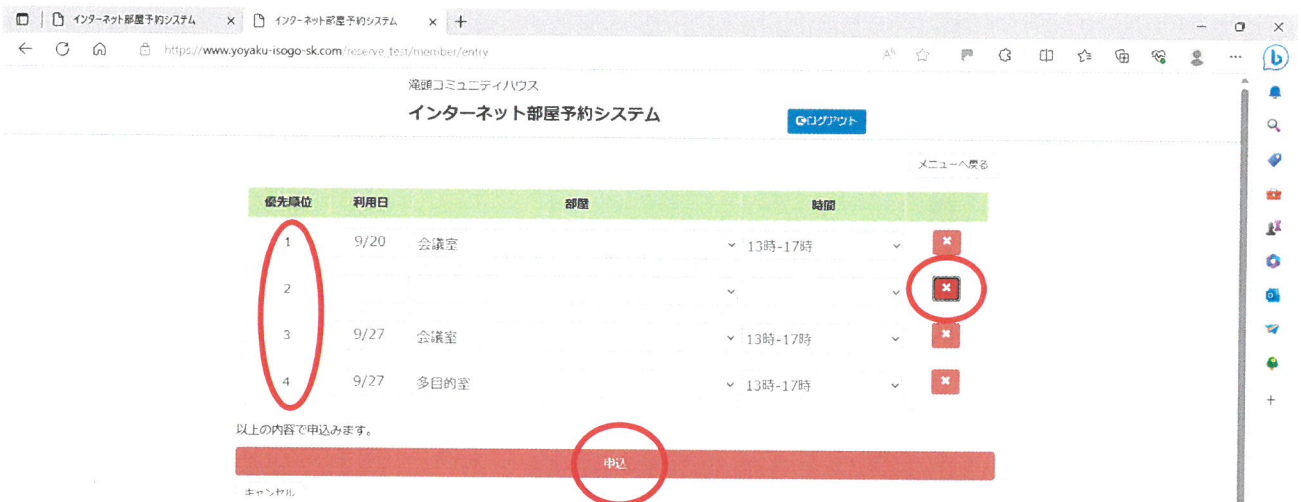 インターネット部屋予約システム
インターネット部屋予約システム
https://www.yoyaku-isogo-sk.com/reserve_test/member/entry
滝頭コミュニティハウス
インターネット部屋予約システム
ログアウト
メニューへ戻る
優先順位 利用日 部屋 時間
1 9/20 会議室 13時-17時
2
3 9/27 会議室 13時-17時
4 9/27 多目的室 13時-17時
以上の内容で申込みます。
申込
キャンセル